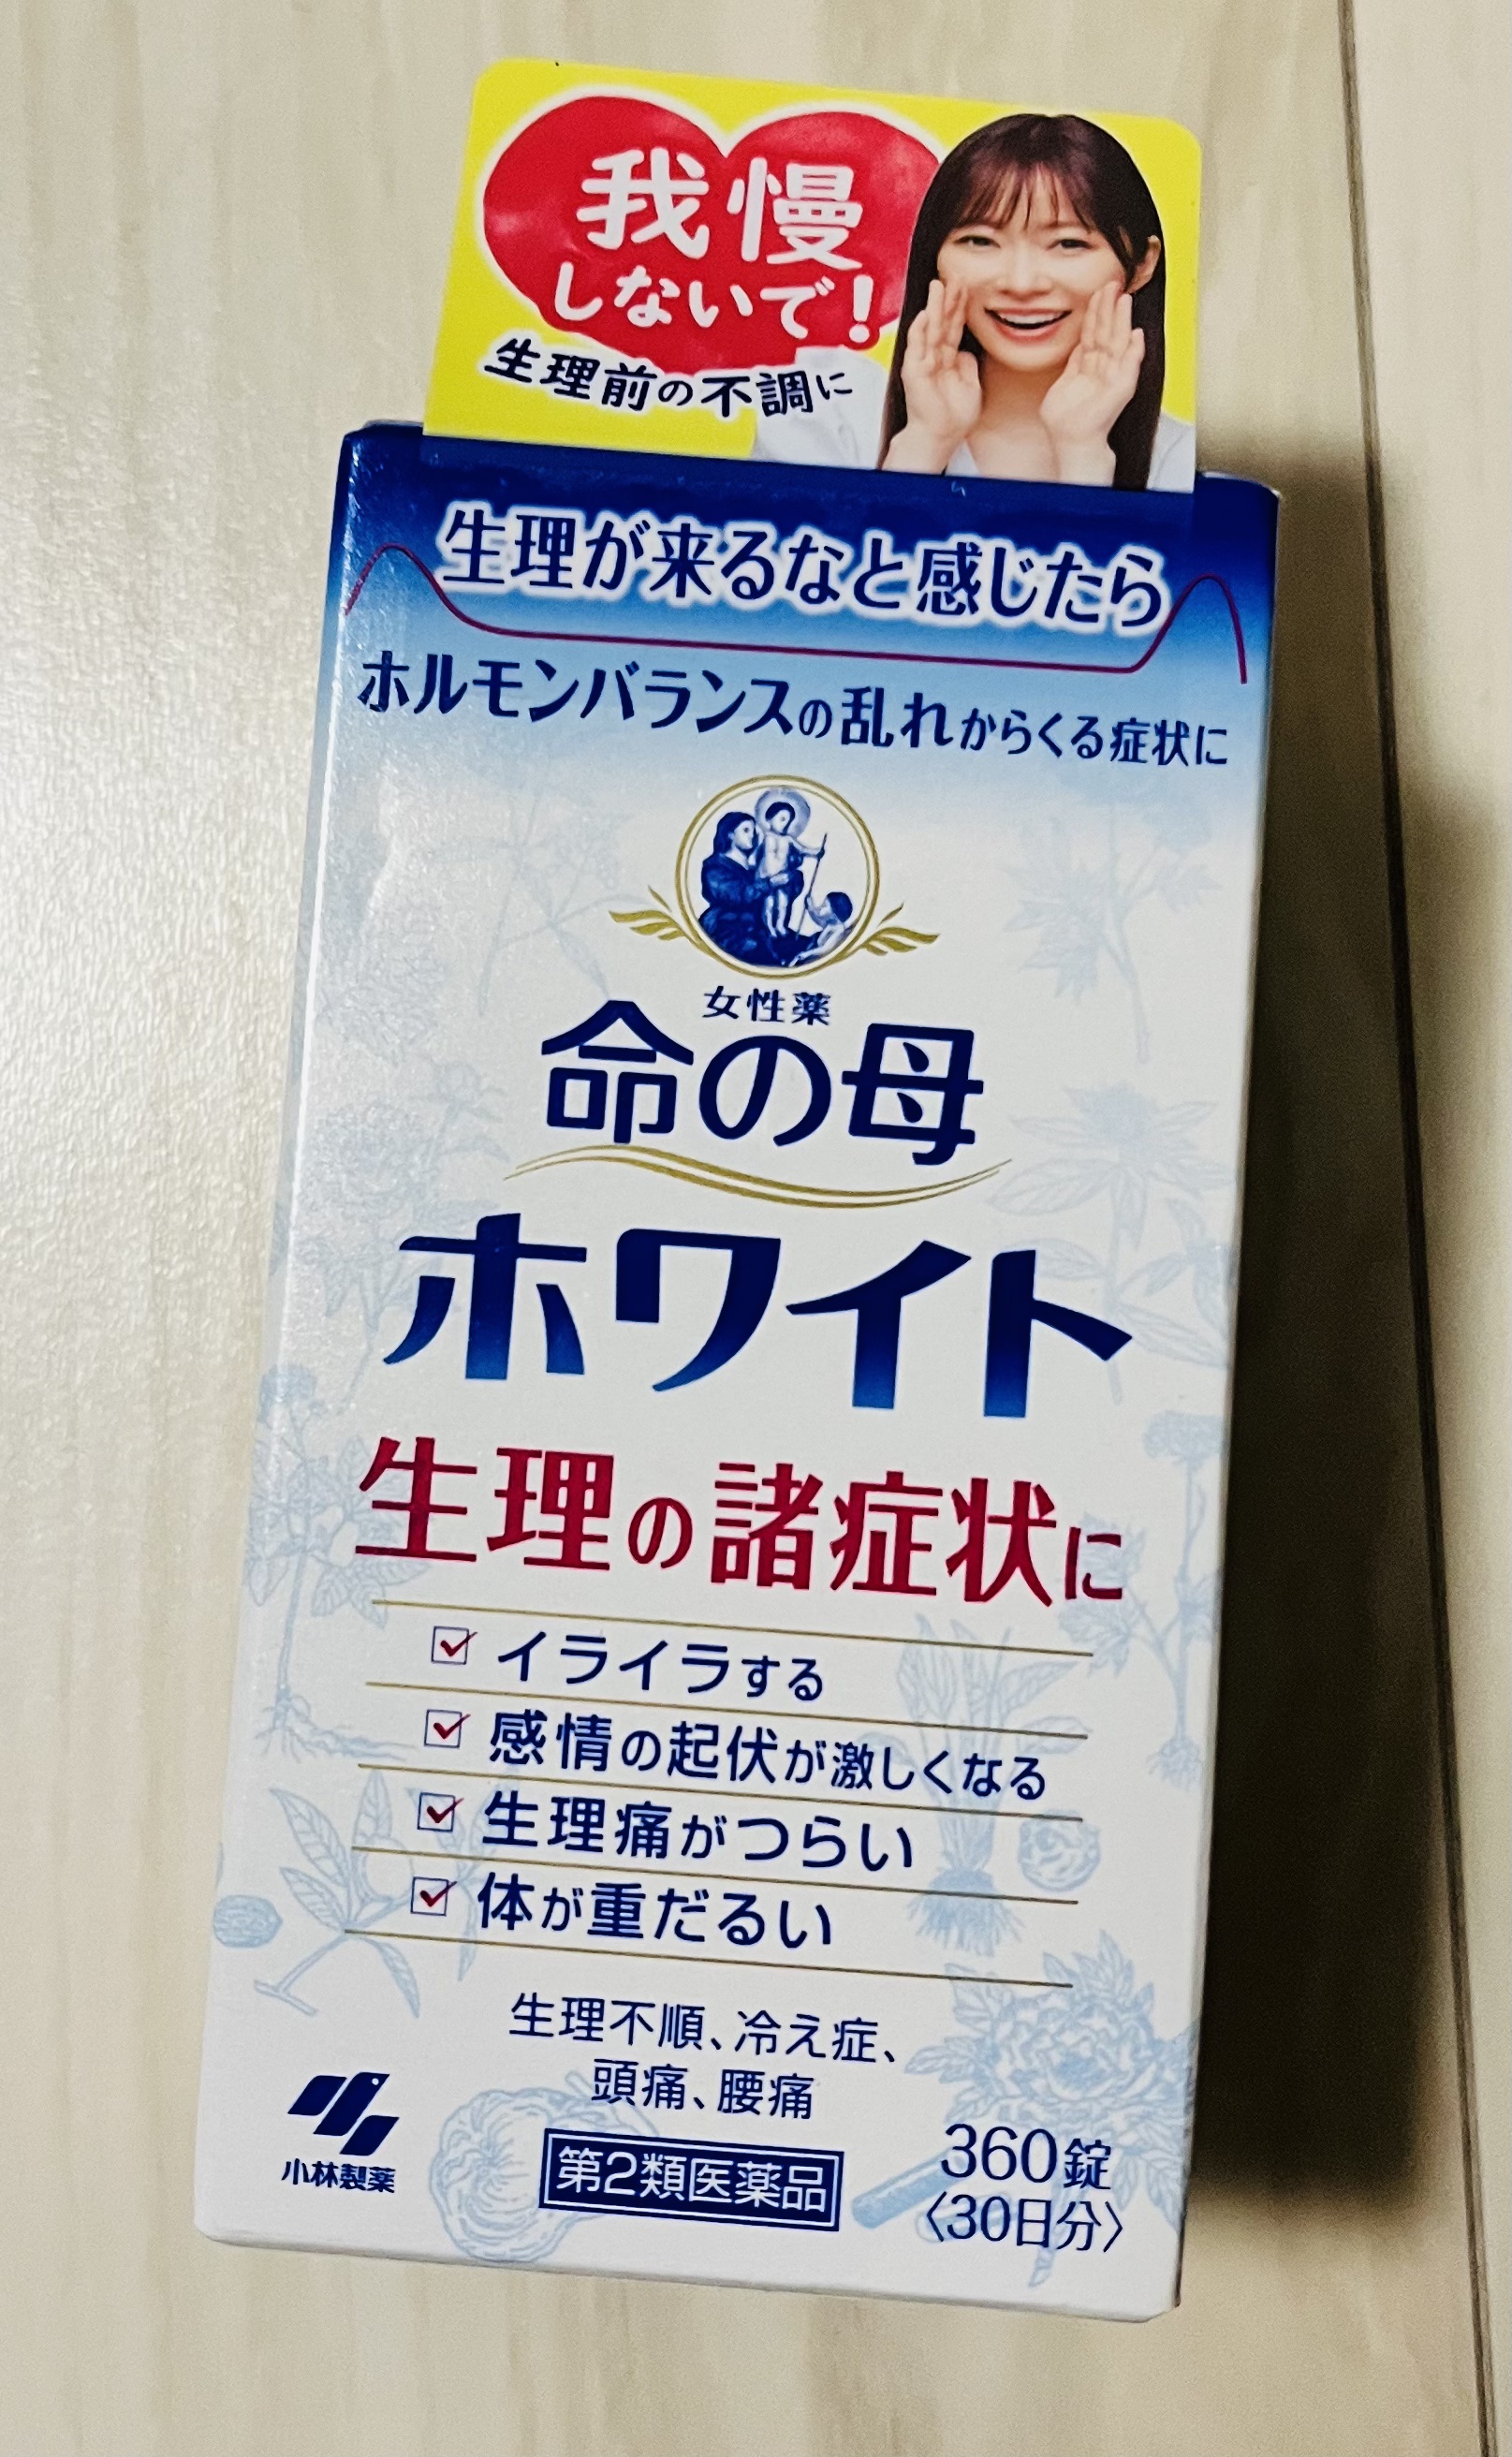 我慢
しないで!
生理前の不調に
生理が来るなと感じたら
ホルモンバランスの乱れからくる症状に
女性薬
命の母
ホワイト
生理の諸症状に
イライラする
感情の起伏が激しくなる
生理痛がつらい
体が重だるい
生理不順、冷え症、
頭痛、腰痛
小林製薬
第2類医薬品
360錠
〈30日分〉